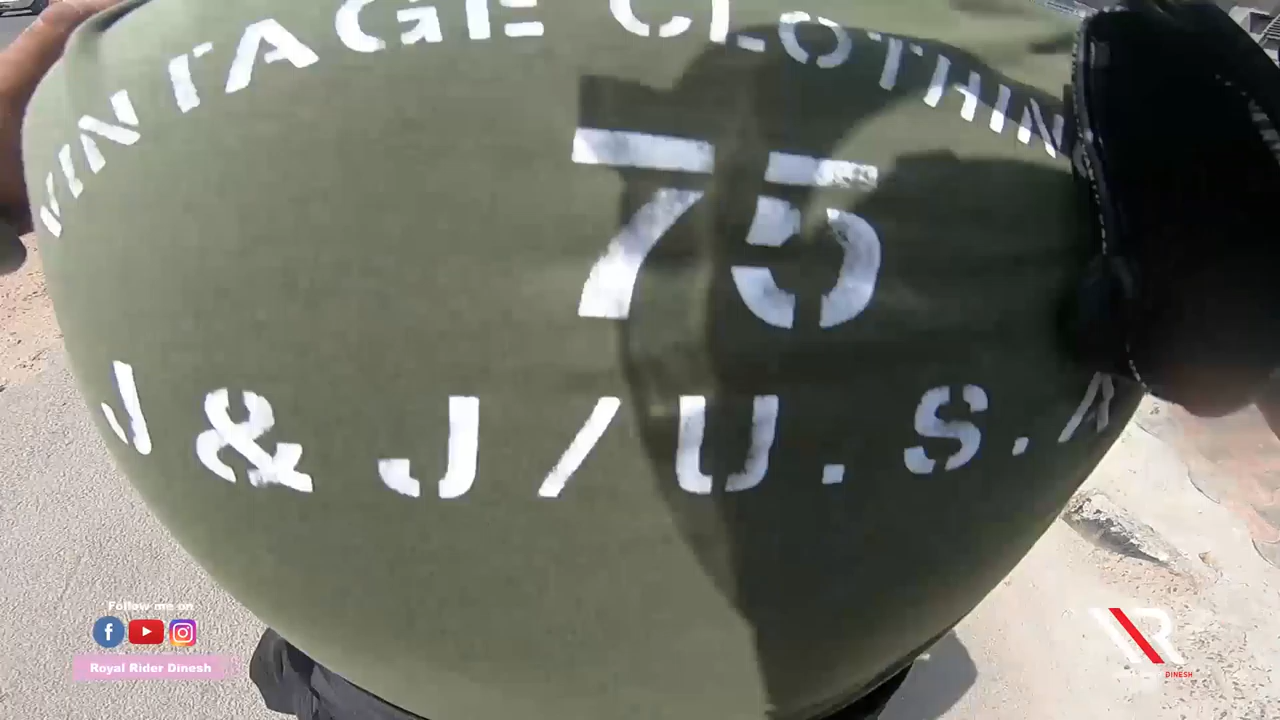 VINTAGE CLOTHIN
75
J & J / U.S.A
Follow me on
Royal Rider Dinesh
DINESH